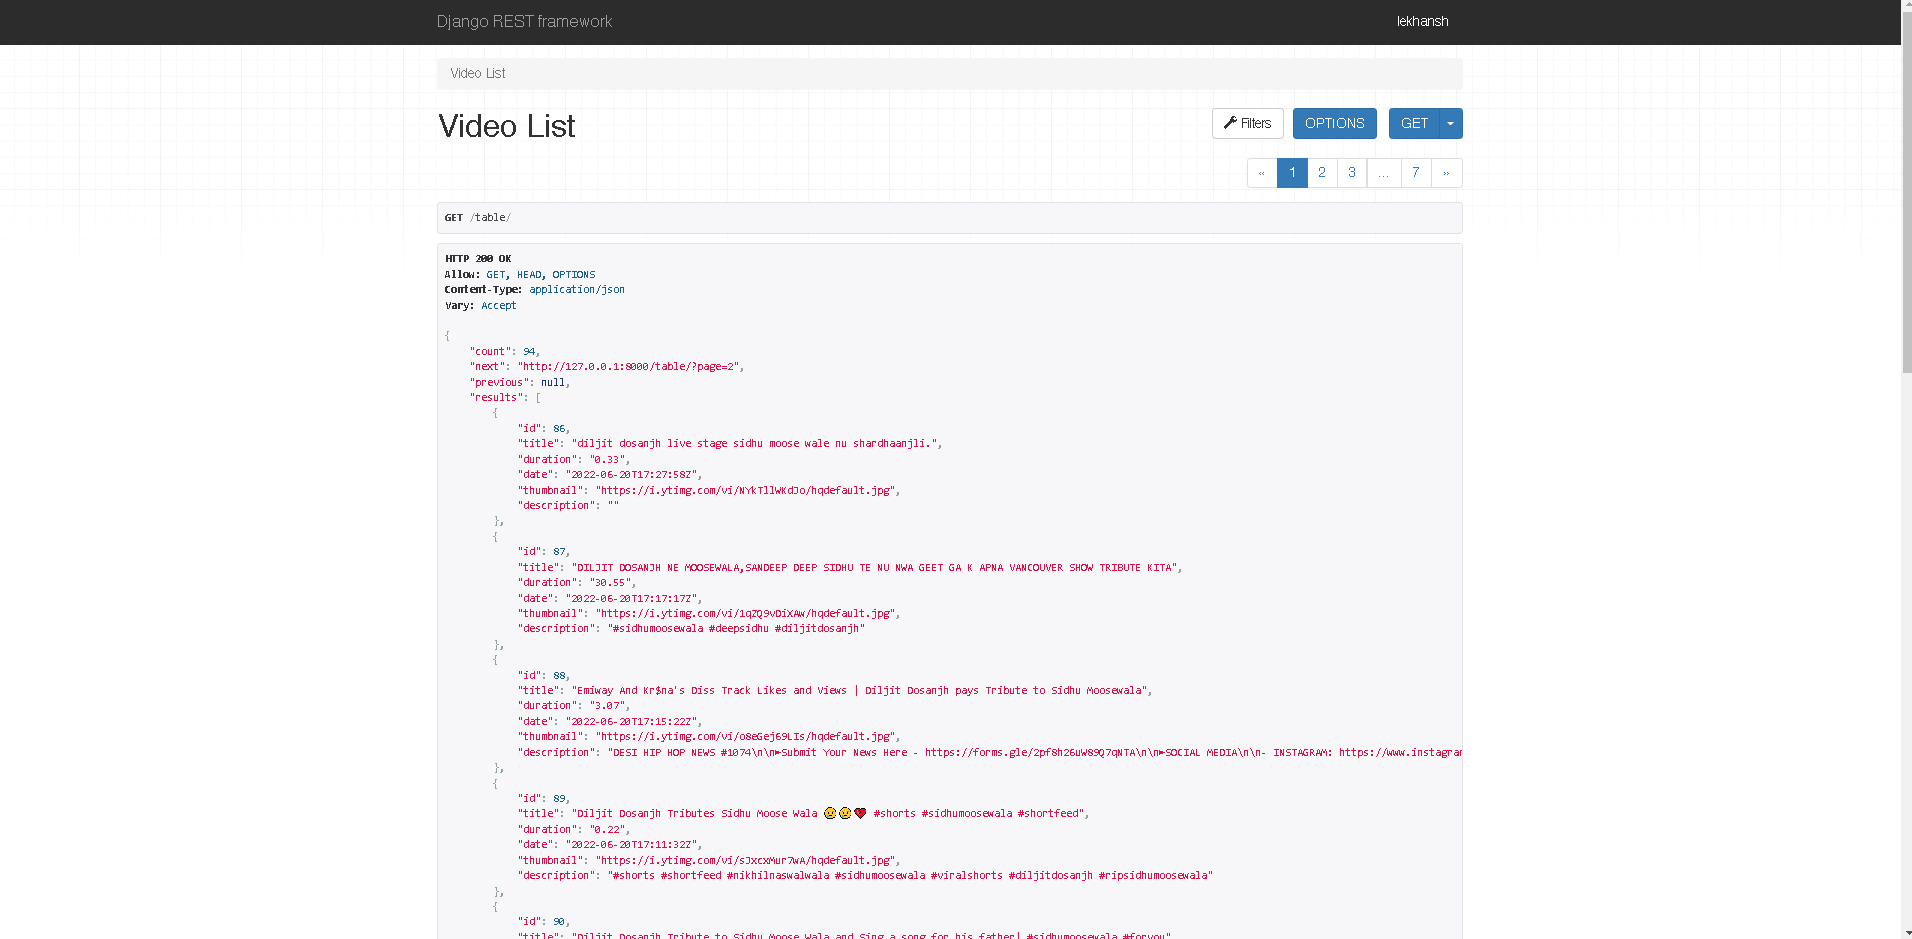 Django REST framework
lekhansh
Video List
Video List
Filters
OPTIONS
GET
« 1 2 3 … 7 »
GET /table/
HTTP 200 OK
Allow: GET, HEAD, OPTIONS
Content-Type: application/json
Vary: Accept
{
"count": 94,
"next": "http://127.0.0.1:8000/table/?page=2",
"previous": null,
"results": [
{
"id": 86,
"title": "diljit dosanjh live stage sidhu moose wale nu shardhaanjli.",
"duration": "0.33",
"date": "2022-06-20T17:27:58Z",
"thumbnail": "https://i.ytimg.com/vi/NYkTllWKdJo/hqdefault.jpg",
"description": ""
},
{
"id": 87,
"title": "DILJIT DOSANJH NE MOOSEWALA,SANDEEP DEEP SIDHU TE NU NWA GEET GA K APNA VANCOUVER SHOW TRIBUTE KITA",
"duration": "30.55",
"date": "2022-06-20T17:17:17Z",
"thumbnail": "https://i.ytimg.com/vi/1qZQ9vDiXAw/hqdefault.jpg",
"description": "#sidhumoosewala #deepsidhu #diljitdosanjh"
},
{
"id": 88,
"title": "Emiway And Kr$na's Diss Track Likes and Views | Diljit Dosanjh pays Tribute to Sidhu Moosewala",
"duration": "3.07",
"date": "2022-06-20T17:15:22Z",
"thumbnail": "https://i.ytimg.com/vi/o8eGej69LIs/hqdefault.jpg",
"description": "DESI HIP HOP NEWS #1074\n\n►Submit Your News Here - https://forms.gle/2pf8h26uW89Q7qNTA\n\n►SOCIAL MEDIA\n\n- INSTAGRAM: https://www.instagram
},
{
"id": 89,
"title": "Diljit Dosanjh Tributes Sidhu Moose Wala 😢😢❤️ #shorts #sidhumoosewala #shortfeed",
"duration": "0.22",
"date": "2022-06-20T17:11:32Z",
"thumbnail": "https://i.ytimg.com/vi/sJxcxMur7wA/hqdefault.jpg",
"description": "#shorts #shortfeed #nikhilnaswalwala #sidhumoosewala #viralshorts #diljitdosanjh #ripsidhumoosewala"
},
{
"id": 90,
"title": "Diljit Dosanjh Tribute to Sidhu Moose Wala and Sing a song for his father| #sidhumoosewala #foryou"